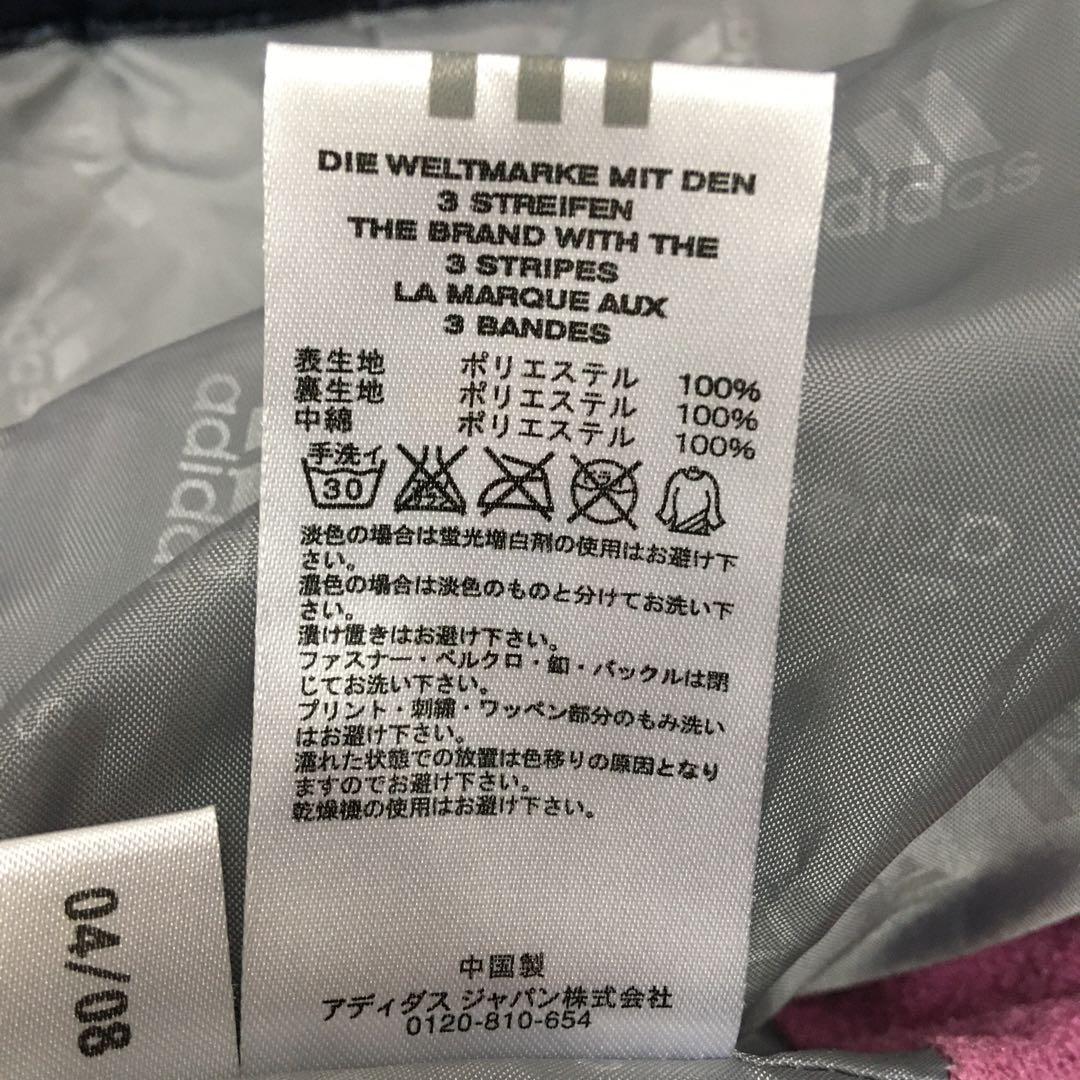 DIE WELTMARKE MIT DEN
3 STREIFEN
THE BRAND WITH THE
3 STRIPES
LA MARQUE AUX
3 BANDES
表生地 ポリエステル 100%
裏生地 ポリエステル 100%
中綿 ポリエステル 100%
手洗イ
30
淡色の場合は蛍光増白剤の使用はお避け下
さい。
濃色の場合は淡色のものと分けてお洗い下
さい。
漬け置きはお避け下さい。
ファスナー・ベルクロ・釦・バックルは閉
じてお洗い下さい。
プリント・刺繍・ワッペン部分のもみ洗い
はお避け下さい。
濡れた状態での放置は色移りの原因となり
ますのでお避け下さい。
乾燥機の使用はお避け下さい。
中国製
アディダス ジャパン株式会社
0120-810-654
04/08
adidas
adidas